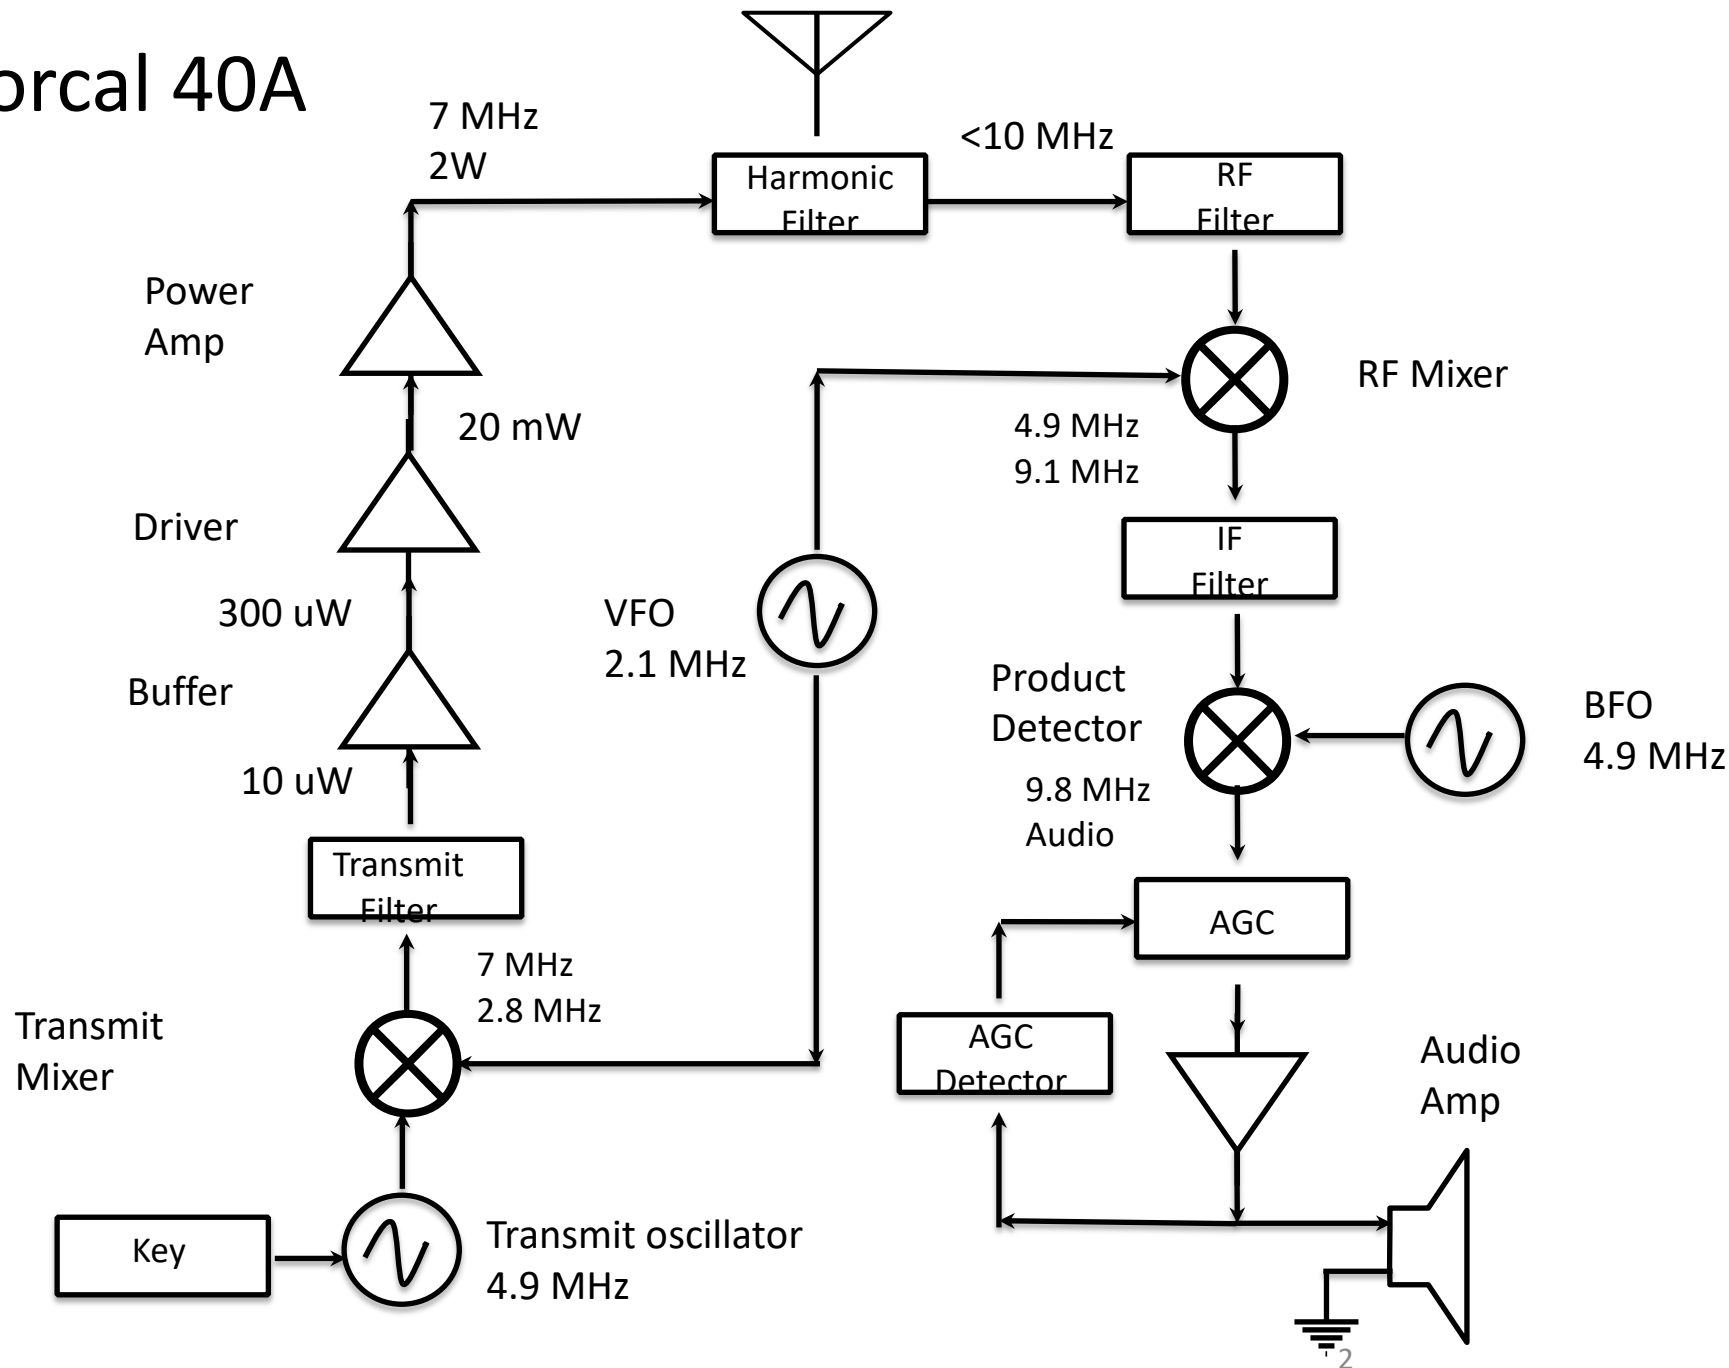 orcal 40A
7 MHz
2W
<10 MHz
Harmonic
Filter
RF
Filter
Power
Amp
RF Mixer
20 mW
4.9 MHz
9.1 MHz
Driver
IF
Filter
300 uW
VFO
2.1 MHz
Buffer
Product
Detector
BFO
4.9 MHz
10 uW
9.8 MHz
Audio
Transmit
Filter
AGC
7 MHz
2.8 MHz
Transmit
Mixer
AGC
Detector
Audio
Amp
Key
Transmit oscillator
4.9 MHz
2